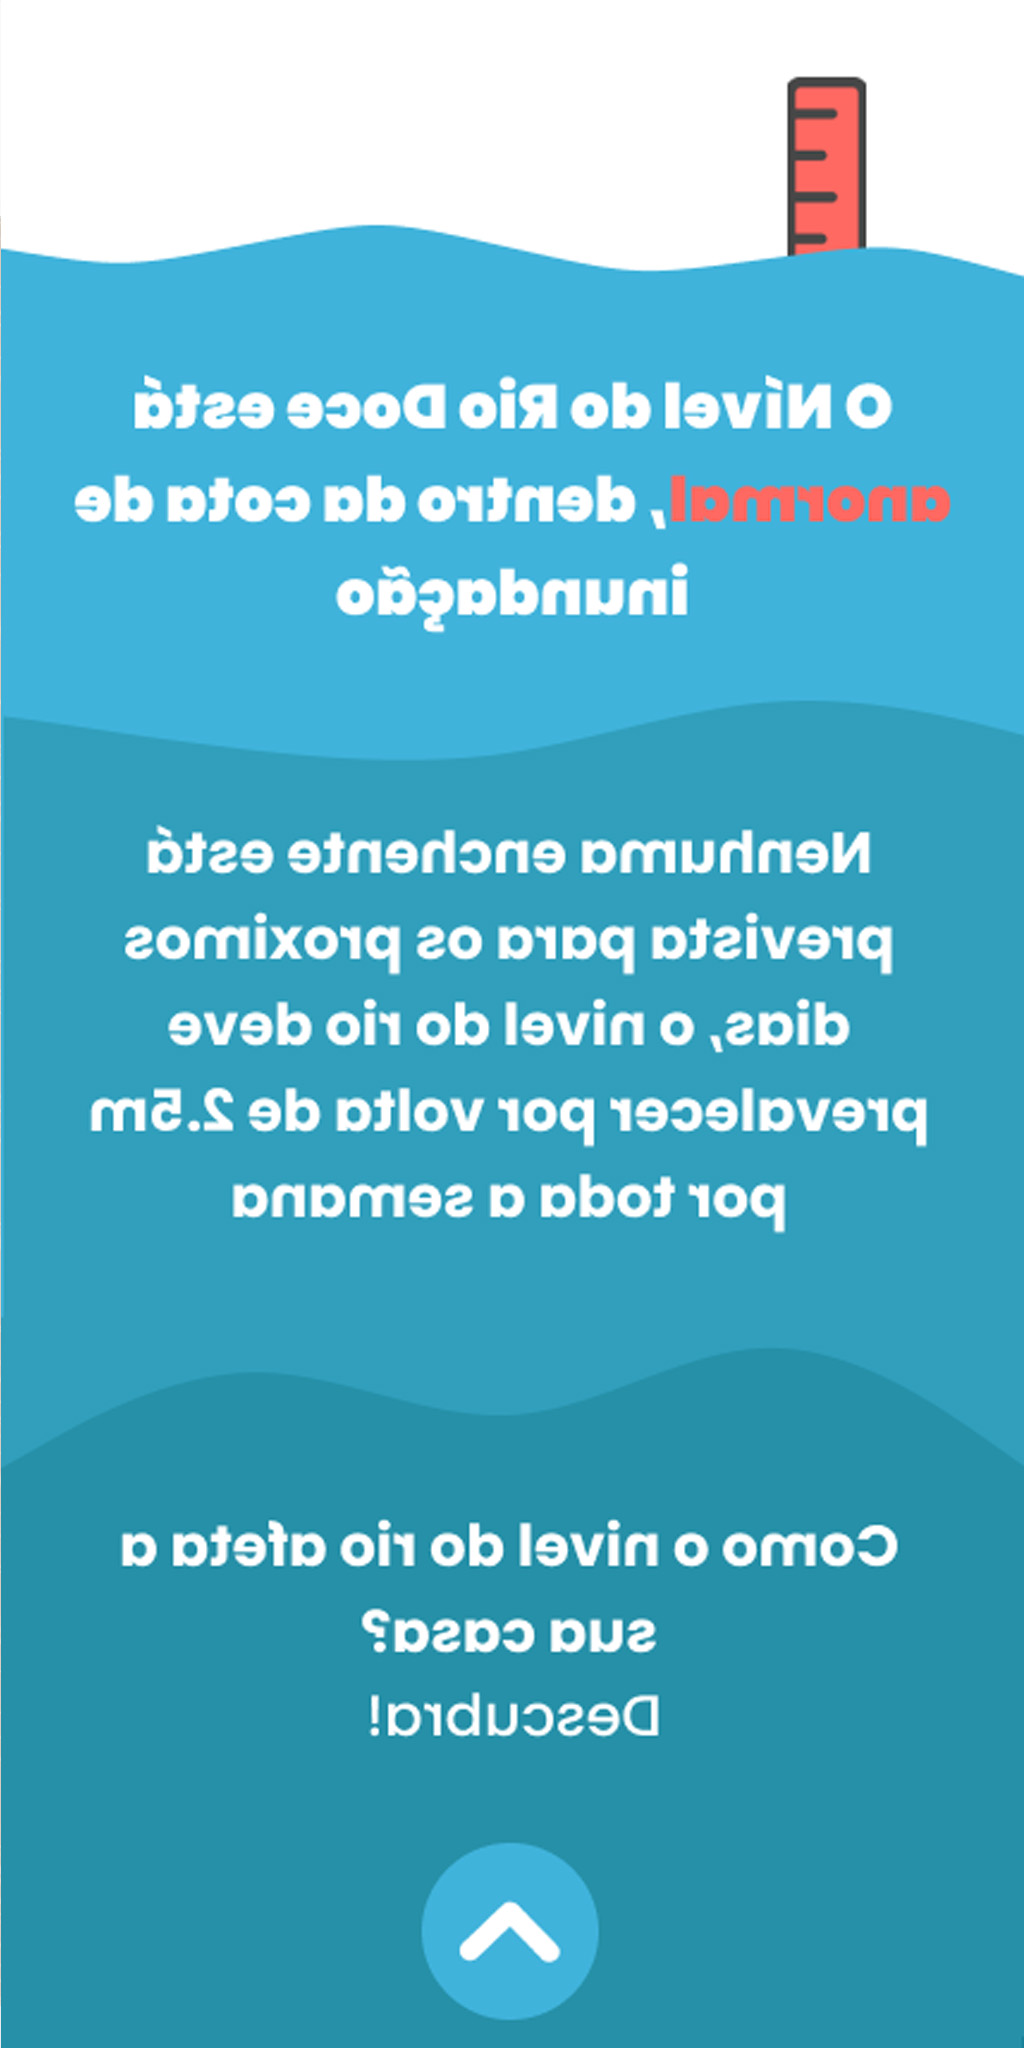 O Nível do Rio Doce está
anormal, dentro da cota de
inundação
Nenhuma enchente está
prevista para os proximos
dias, o nivel do rio deve
prevalecer por volta de 2.5m
por toda a semana
Como o nivel do rio afeta a
sua casa?
Descubra!